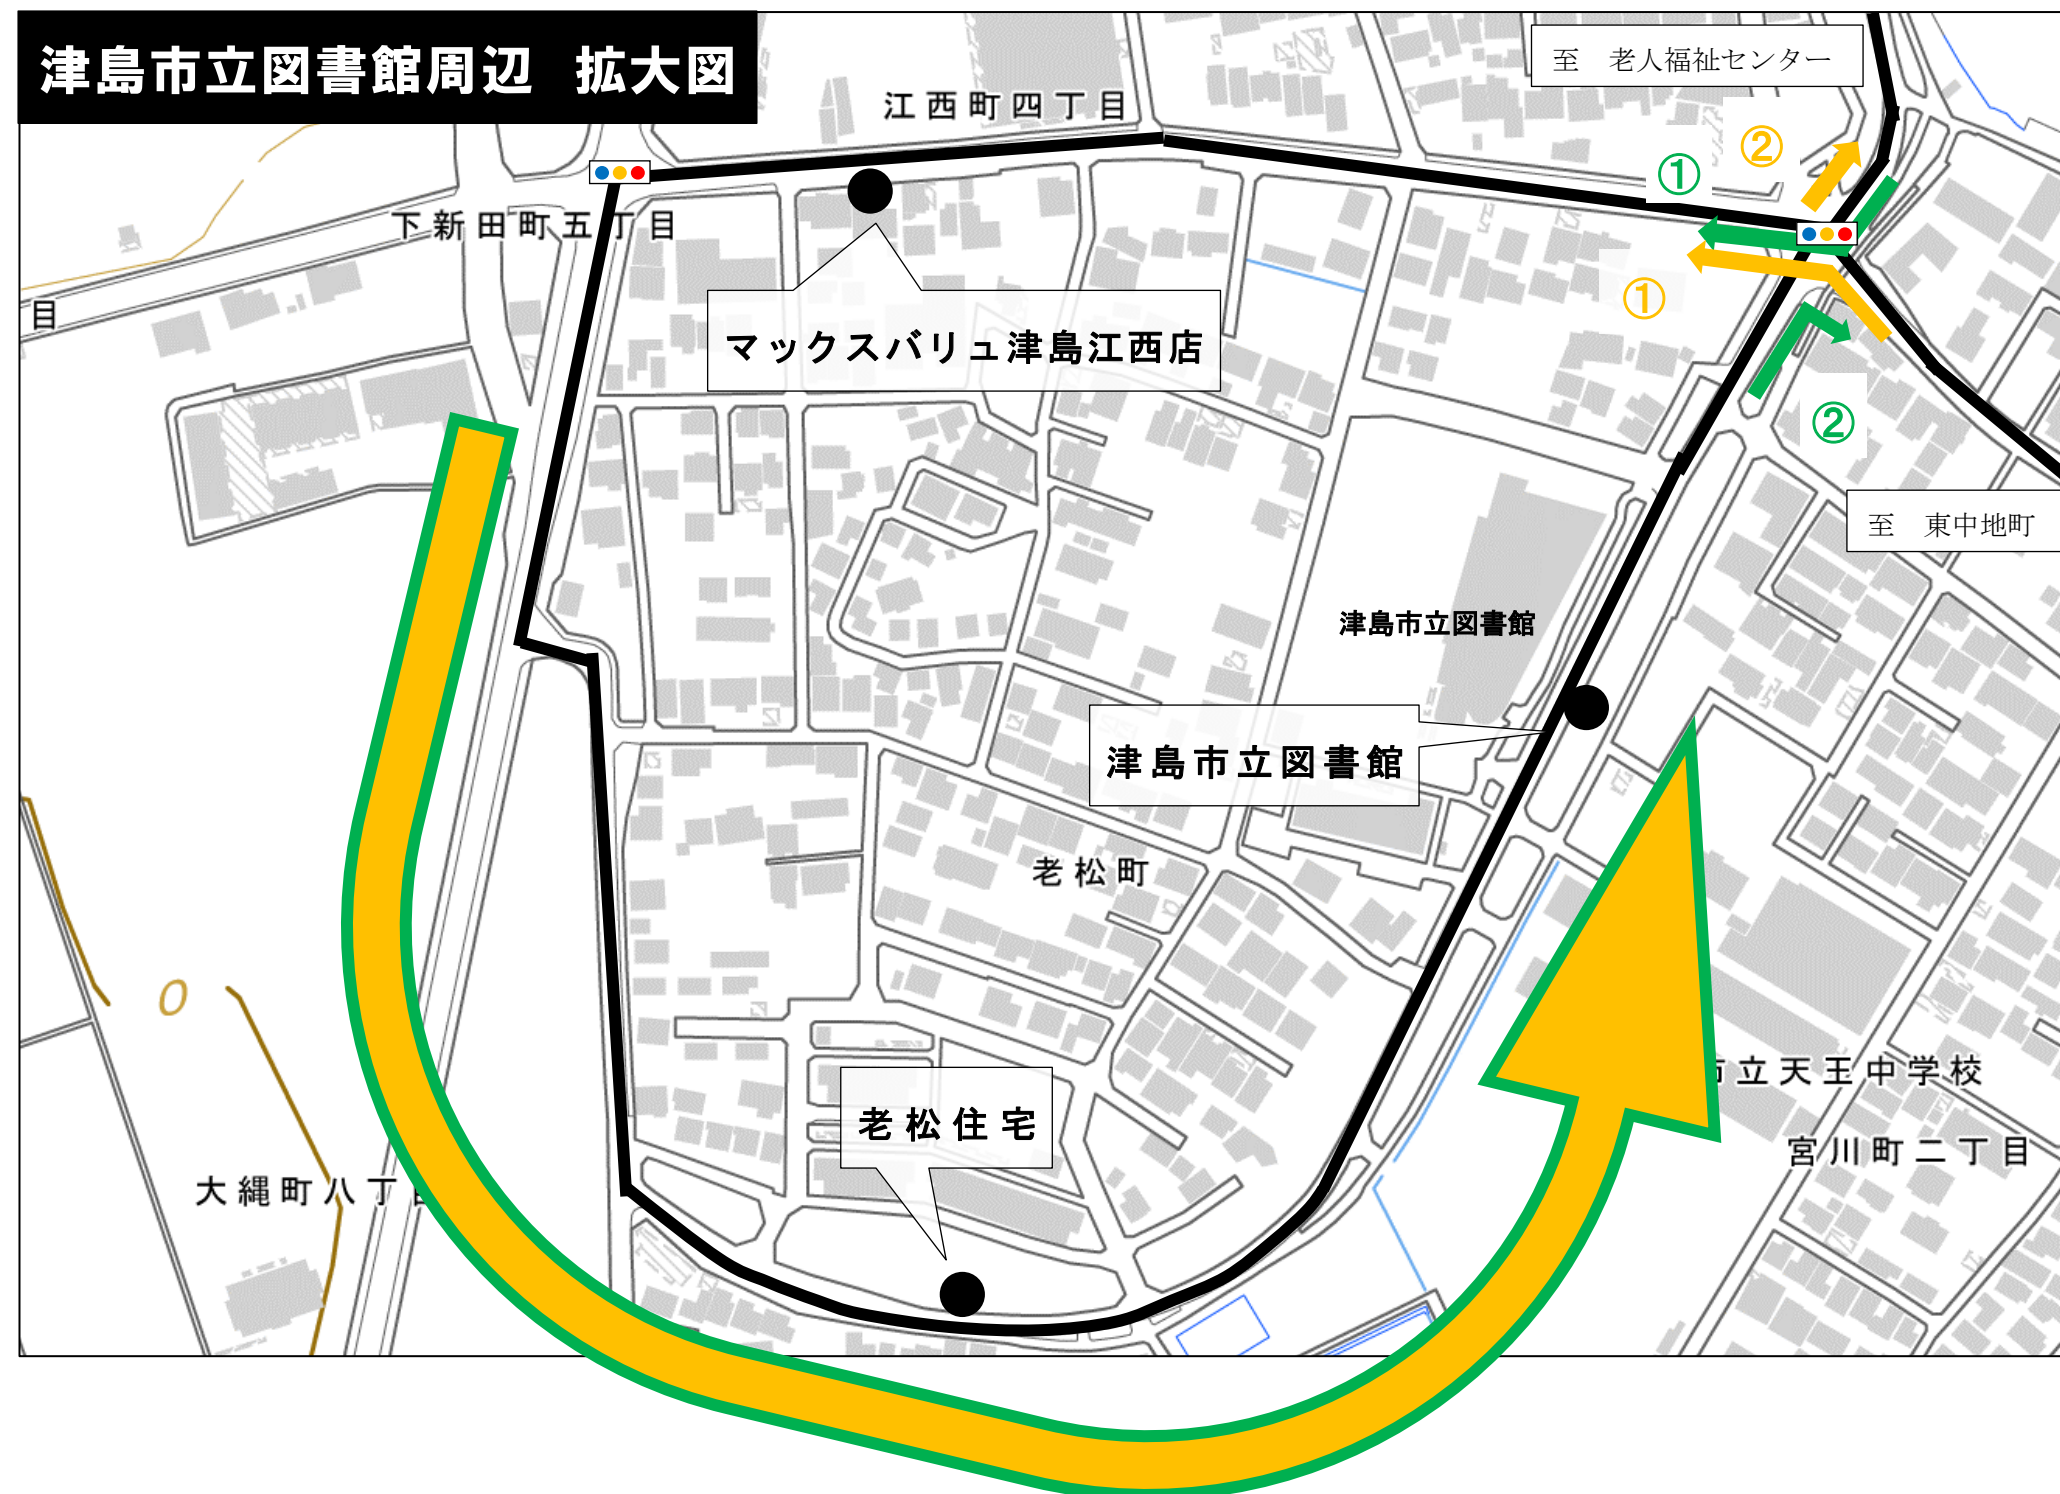 津島市立図書館周辺 拡大図
至 老人福祉センター
江西町四丁目
②
①
下新田町五丁目
①
目
マックスバリュ津島江西店
②
至 東中地町
津島市立図書館
津島市立図書館
老松町
0
市立天王中学校
老松住宅
宮川町二丁目
大縄町八丁目